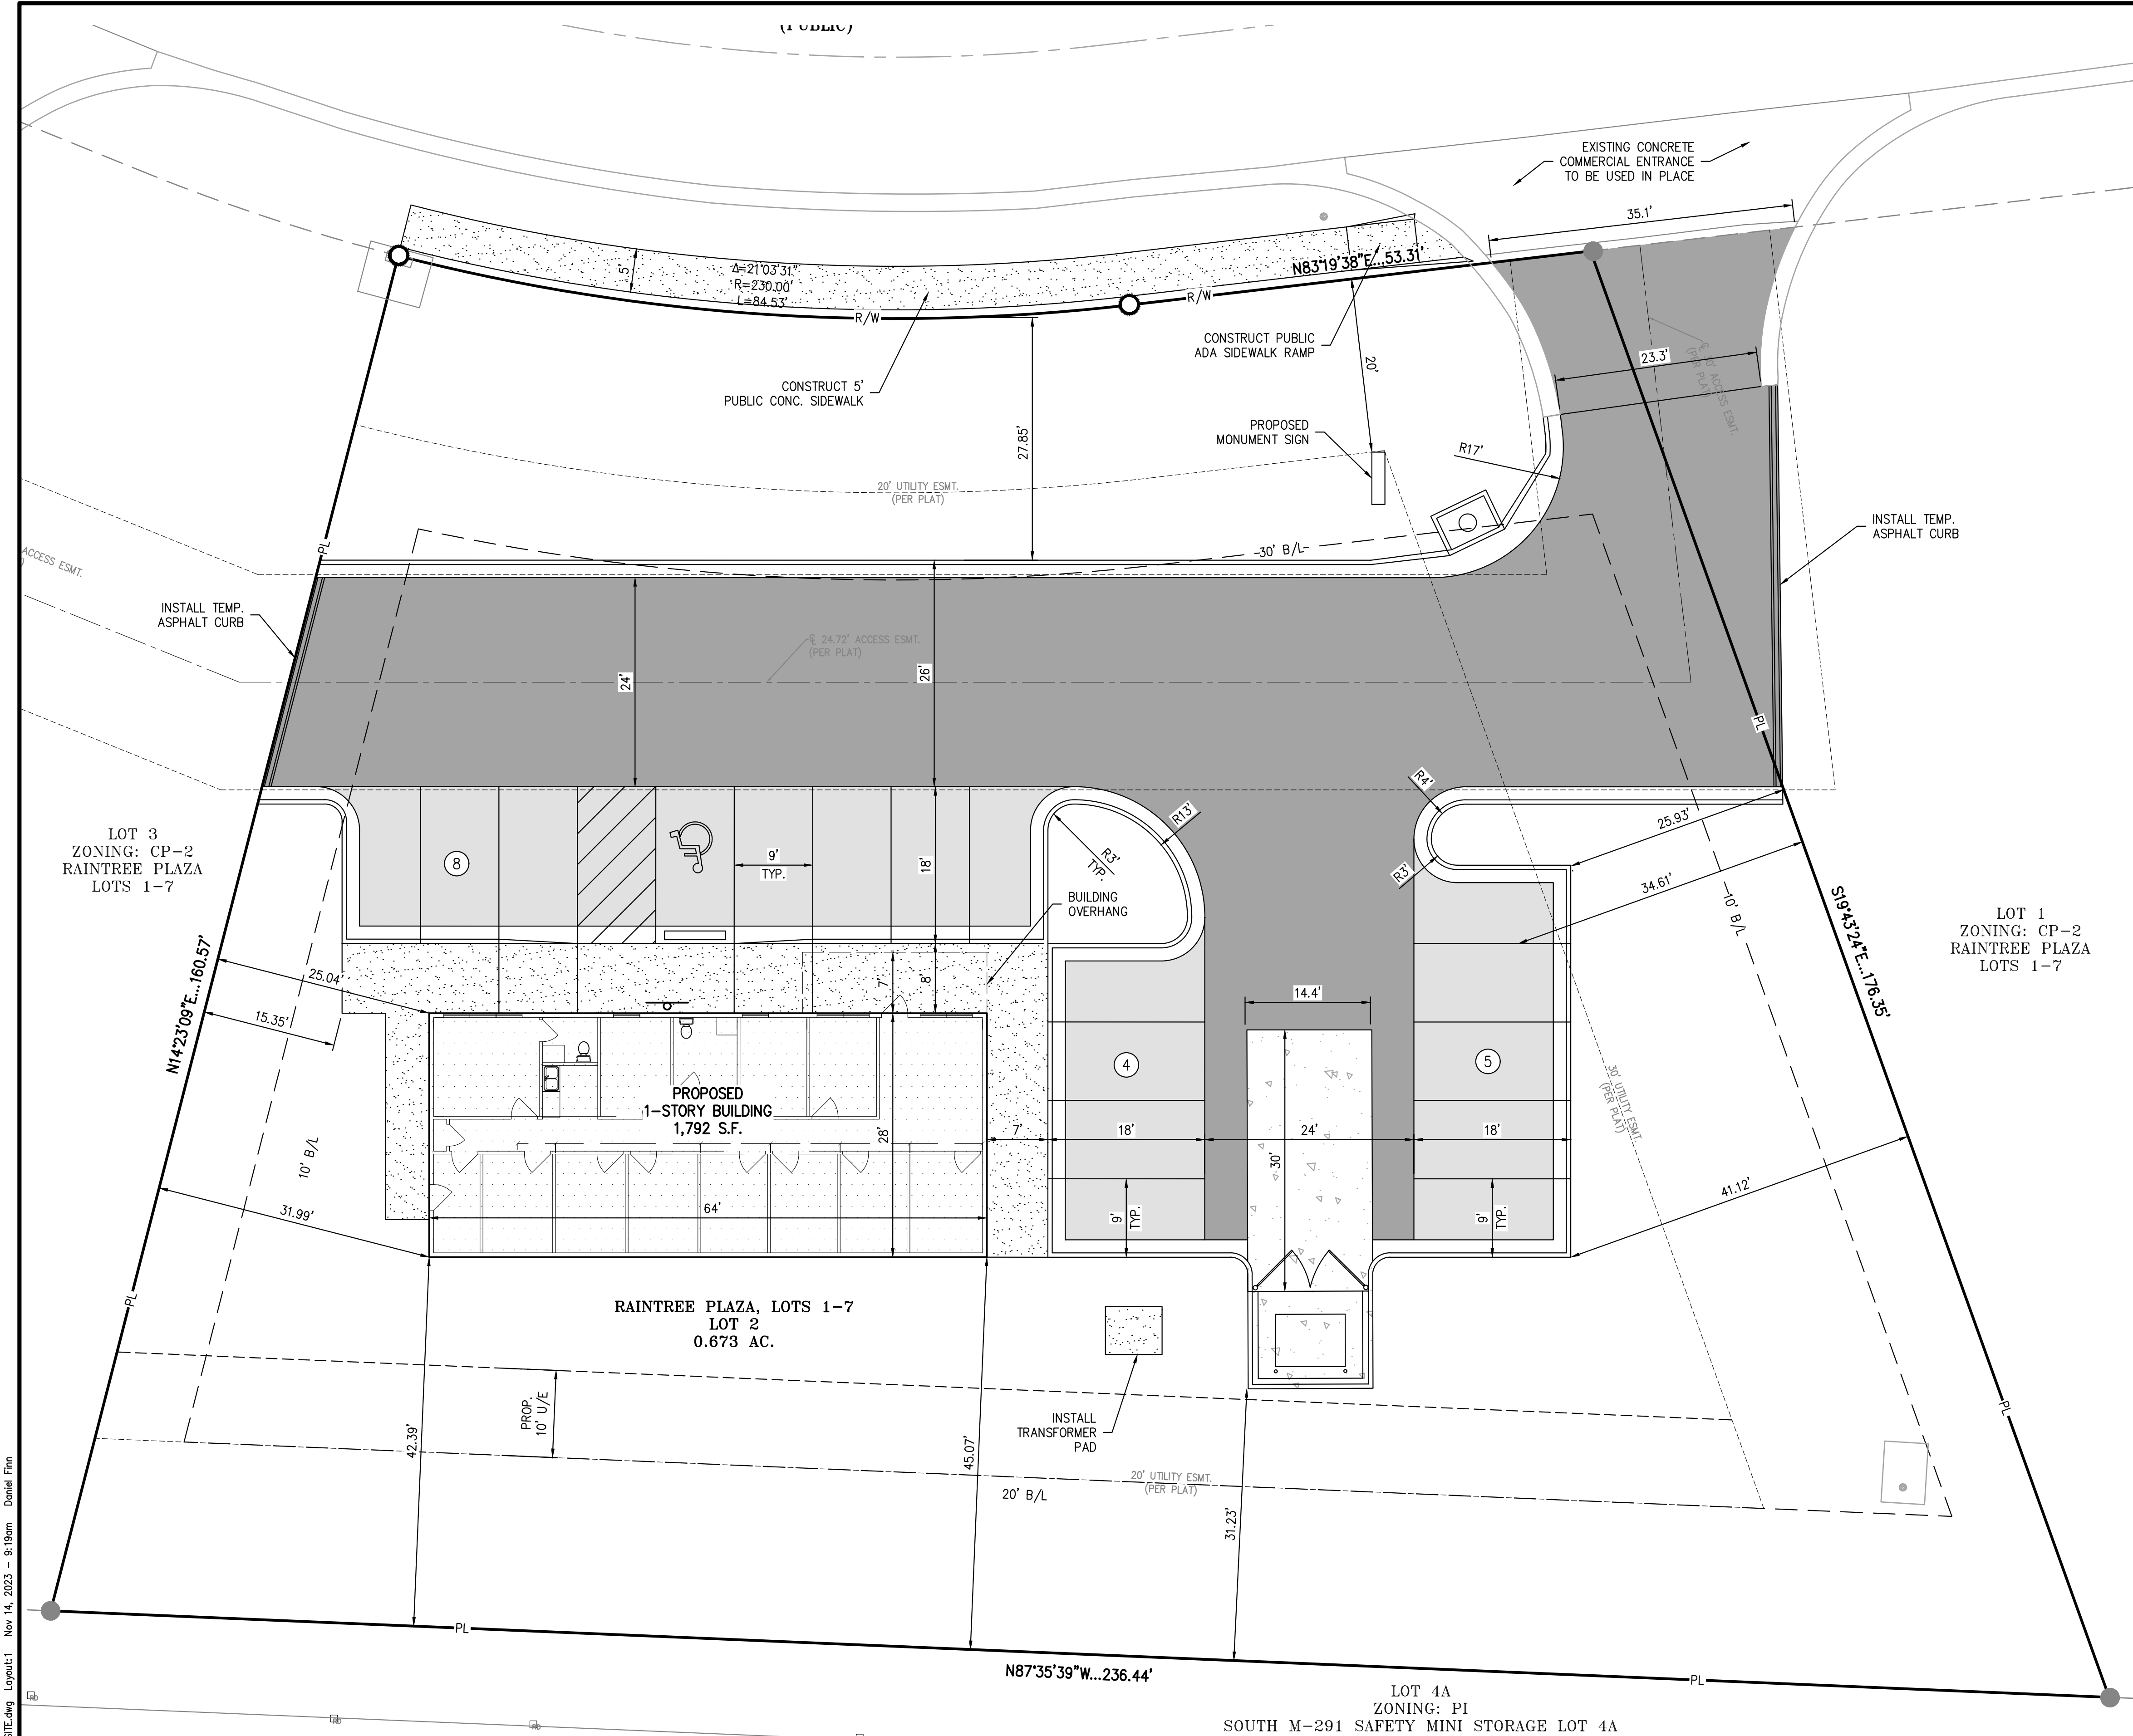 (PUBLIC)
EXISTING CONCRETE
COMMERCIAL ENTRANCE
TO BE USED IN PLACE
35.1'
5'
Δ=21°03'31"
R=230.00'
L=84.53'
N83°19'38"E...53.31'
R/W
R/W
CONSTRUCT PUBLIC
ADA SIDEWALK RAMP
20'
23.3'
ACCESS ESMT.
(PER PLAT)
CONSTRUCT 5'
PUBLIC CONC. SIDEWALK
27.85'
PROPOSED
MONUMENT SIGN
R17'
20' UTILITY ESMT.
(PER PLAT)
PL
30' B/L
INSTALL TEMP.
ASPHALT CURB
ACCESS ESMT.
)
INSTALL TEMP.
ASPHALT CURB
℄ 24.72' ACCESS ESMT.
(PER PLAT)
24'
26'
PL
LOT 3
ZONING: CP-2
RAINTREE PLAZA
LOTS 1-7
8
9'
TYP.
18'
R3'
TYP.
R13'
R4'
R3'
25.93'
34.61'
10' B/L
S19°43'24"E...176.35'
LOT 1
ZONING: CP-2
RAINTREE PLAZA
LOTS 1-7
BUILDING
OVERHANG
N14°23'09"E...160.57'
25.04'
15.35'
7'
8'
14.4'
PROPOSED
1-STORY BUILDING
1,792 S.F.
28'
4
5
30' UTILITY ESMT.
(PER PLAT)
7'
18'
24'
18'
30'
10' B/L
31.99'
64'
9'
TYP.
9'
TYP.
41.12'
PL
RAINTREE PLAZA, LOTS 1-7
LOT 2
0.673 AC.
PROP.
10' U/E
42.39'
45.07'
INSTALL
TRANSFORMER
PAD
31.23'
20' UTILITY ESMT.
(PER PLAT)
20' B/L
PL
PL
N87°35'39"W...236.44'
PL
LOT 4A
ZONING: PI
SOUTH M-291 SAFETY MINI STORAGE LOT 4A
RD
RD
RD
SITE.dwg Layout:1 Nov 14, 2023 - 9:19am Daniel Finn